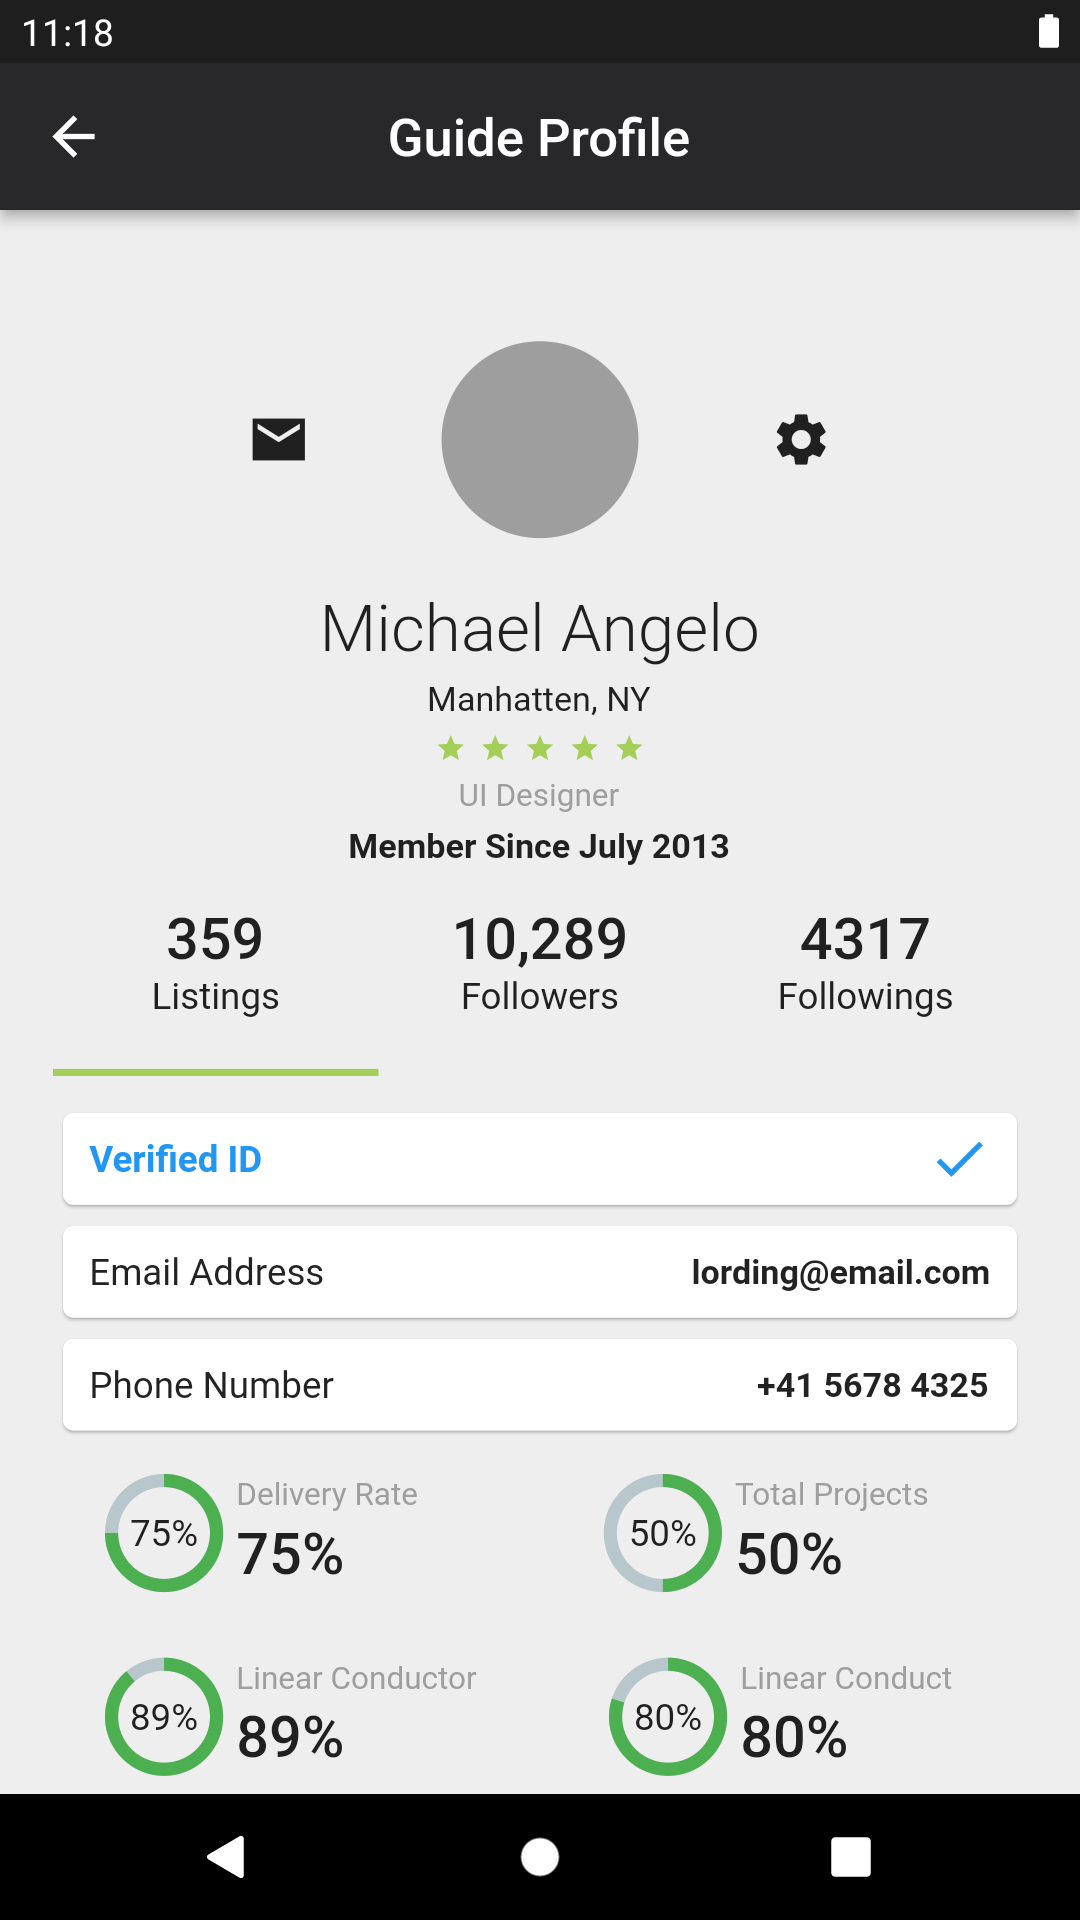 11:18
Guide Profile
Michael Angelo
Manhatten, NY
UI Designer
Member Since July 2013
359 10,289 4317
Listings Followers Followings
Verified ID
Email Address lording@email.com
Phone Number +41 5678 4325
75% Delivery Rate 75%
50% Total Projects 50%
89% Linear Conductor 89%
80% Linear Conduct 80%